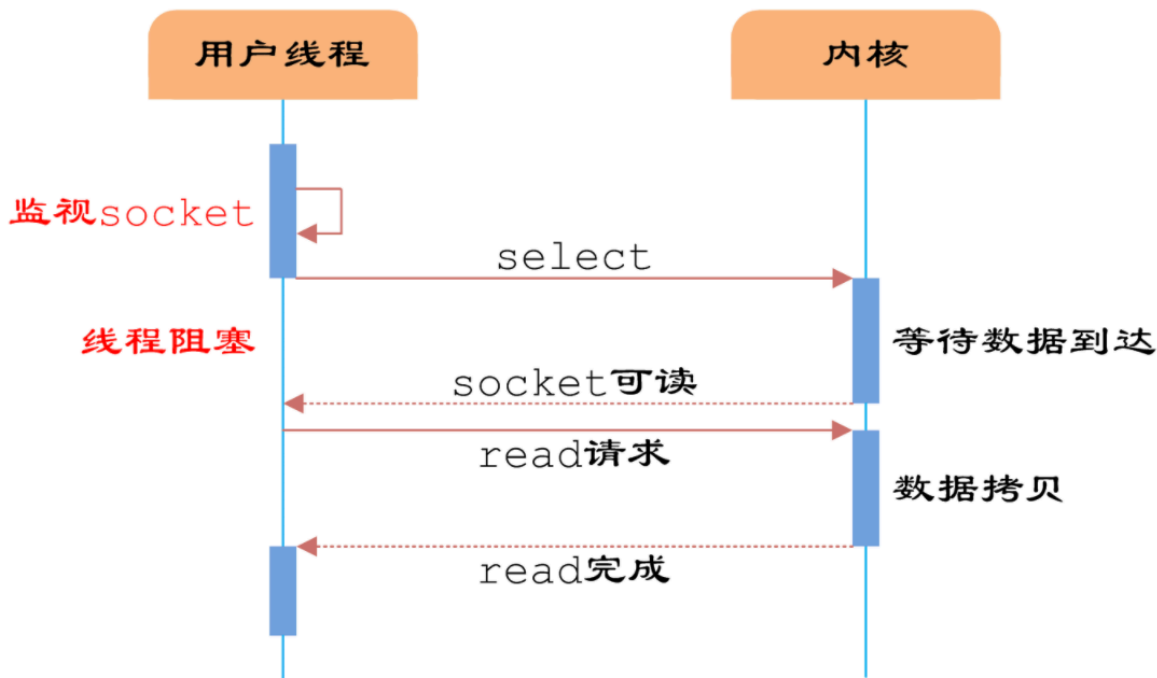 用户线程
内核
监视socket
select
线程阻塞
等待数据到达
socket可读
read请求
数据拷贝
read完成